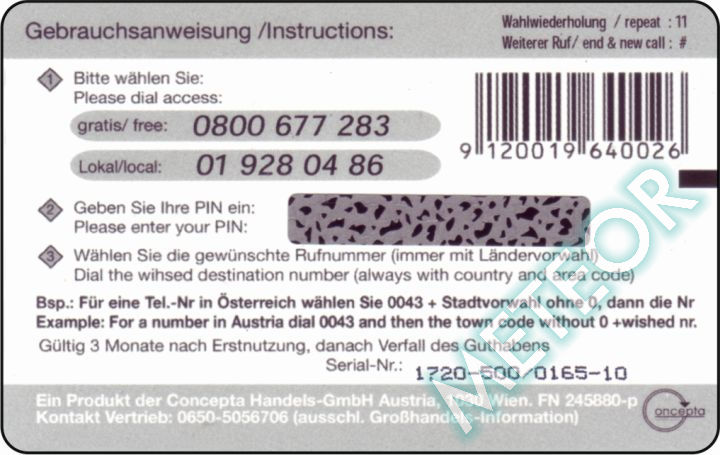 Gebrauchsanweisung /Instructions:
Wahlwiederholung / repeat : 11
Weiterer Ruf/ end & new call : #
1 Bitte wählen Sie:
Please dial access:
gratis/ free: 0800 677 283
Lokal/local: 01 928 04 86
9 120019 640026
2 Geben Sie Ihre PIN ein:
Please enter your PIN:
3 Wählen Sie die gewünschte Rufnummer (immer mit Ländervorwahl)
Dial the wihsed destination number (always with country and area code)
Bsp.: Für eine Tel.-Nr in Österreich wählen Sie 0043 + Stadtvorwahl ohne 0, dann die Nr
Example: For a number in Austria dial 0043 and then the town code without 0 +wished nr.
Gültig 3 Monate nach Erstnutzung, danach Verfall des Guthabens
Serial-Nr.: 1720-500/0165-10
Ein Produkt der Concepta Handels-GmbH Austria, 1030 Wien. FN 245880-p
Kontakt Vertrieb: 0650-5056706 (ausschl. Großhandels-Information)
concepta
METEOR